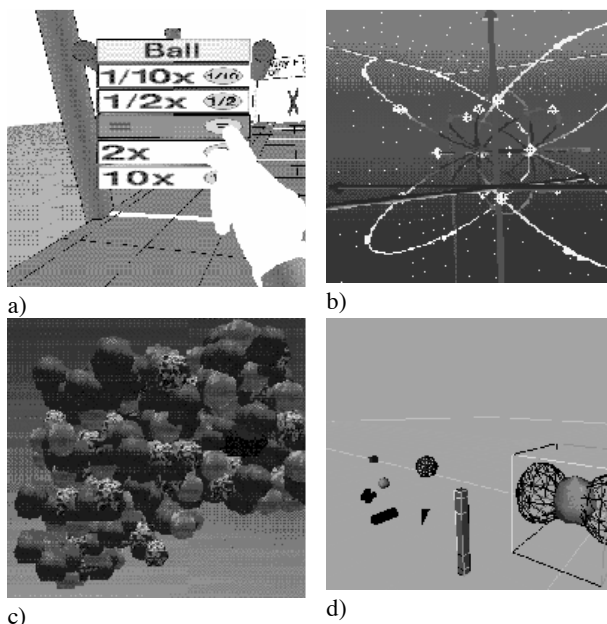 Ball
1/10x 1/10
1/2x 1/2
= =
2x
10x
a)
b)
c)
d)